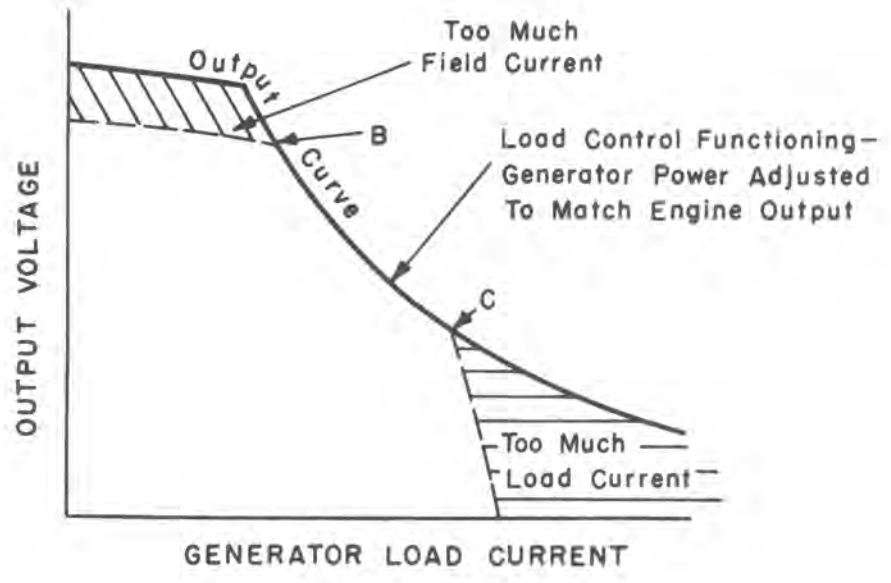 Too Much
Field Current
Output
Curve
B
Load Control Functioning—
Generator Power Adjusted
To Match Engine Output
C
Too Much
Load Current
OUTPUT VOLTAGE
GENERATOR LOAD CURRENT